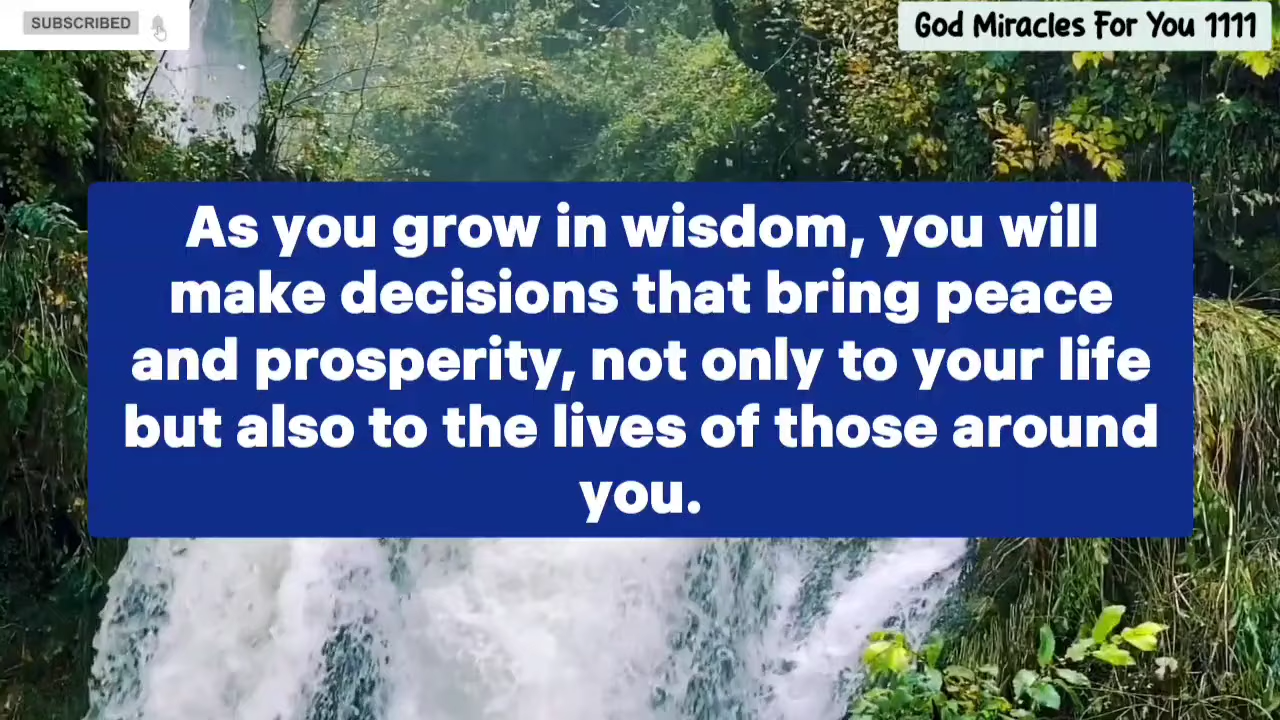 SUBSCRIBED
God Miracles For You 1111
As you grow in wisdom, you will
make decisions that bring peace
and prosperity, not only to your life
but also to the lives of those around
you.